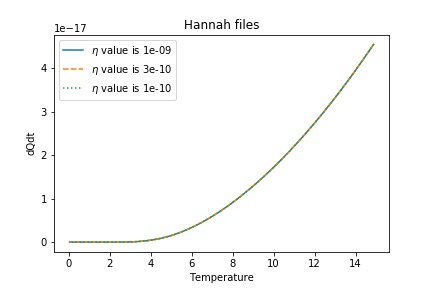 Hannah files
1e−17
η value is 1e-09
η value is 3e-10
η value is 1e-10
4
3
2
1
0
dQdt
0 2 4 6 8 10 12 14
Temperature